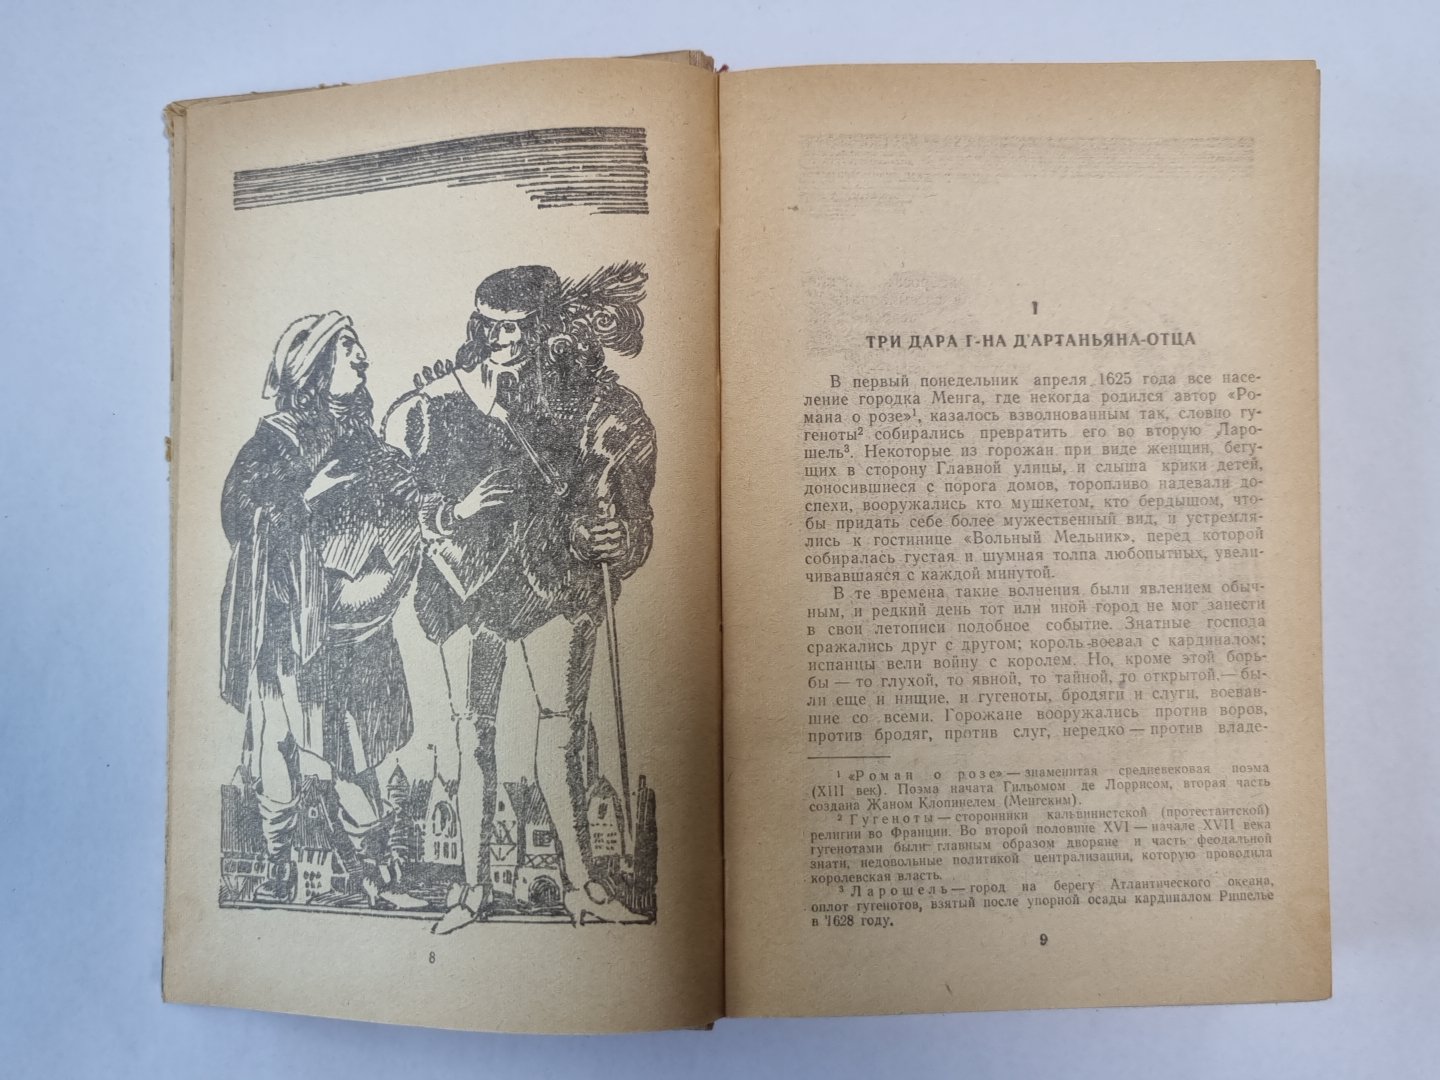 8
I
ТРИ ДАРА Г-НА Д'АРТАНЬЯНА-ОТЦА
В первый понедельник апреля 1625 года все насе-
ление городка Менга, где некогда родился автор «Ро-
мана о розе»¹, казалось взволнованным так, словно гу-
геноты² собирались превратить его во вторую Ларо-
шель³. Некоторые из горожан при виде женщин, бегу-
щих в сторону Главной улицы, и слыша крики детей,
доносившиеся с порога домов, торопливо надевали до-
спехи, вооружались кто мушкетом, кто бердышом, что-
бы придать себе более мужественный вид, и устремля-
лись к гостинице «Вольный Мельник», перед которой
собиралась густая и шумная толпа любопытных, увели-
чивавшаяся с каждой минутой.
В те времена такие волнения были явлением обыч-
ным, и редкий день тот или иной город не мог занести
в свои летописи подобное событие. Знатные господа
сражались друг с другом; король воевал с кардиналом;
испанцы вели войну с королем. Но, кроме этой борь-
бы — то глухой, то явной, то тайной, то открытой, — бы-
ли еще и нищие, и гугеноты, бродяги и слуги, воевав-
шие со всеми. Горожане вооружались против воров,
против бродяг, против слуг, нередко — против владе-
¹ «Роман о розе» — знаменитая средневековая поэма
(XIII век). Поэма начата Гильомом де Лоррисом, вторая часть
создана Жаном Клопинелем (Менгским).
² Гугеноты — сторонники кальвинистской (протестантской)
религии во Франции. Во второй половине XVI — начале XVII века
гугенотами были главным образом дворяне и часть феодальной
знати, недовольные политикой централизации, которую проводила
королевская власть.
³ Ларошель — город на берегу Атлантического океана,
оплот гугенотов, взятый после упорной осады кардиналом Ришелье
в 1628 году.
9